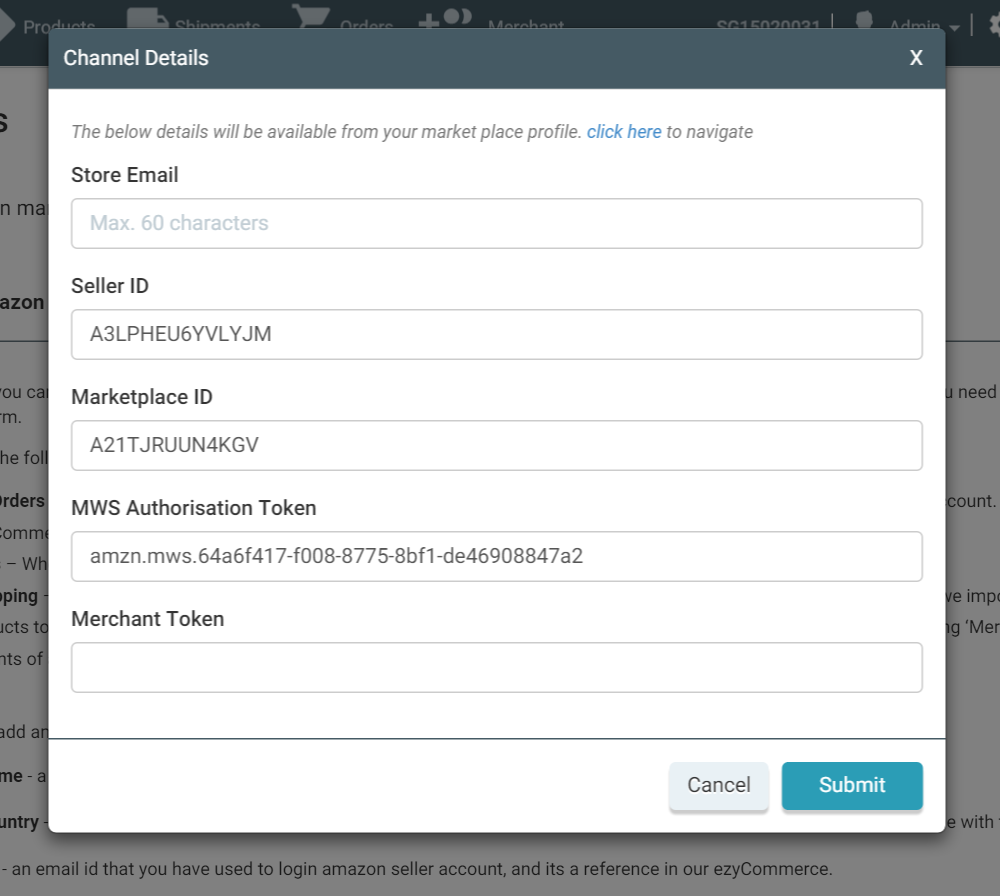 Products Shipments Orders Merchant SG15020031 Admin
Channel Details X
s
The below details will be available from your market place profile. click here to navigate
Store Email
n ma
Max. 60 characters
Seller ID
azon
A3LPHEU6YVLYJM
you ca
u need
Marketplace ID
rm.
A21TJRUUN4KGV
he foll
Orders
count.
MWS Authorisation Token
Comme
amzn.mws.64a6f417-f008-8775-8bf1-de46908847a2
– Wh
pping -
we impo
Merchant Token
ucts to
ng ‘Mer
nts of
add an
me - a
Cancel Submit
untry -
e with
- an email id that you have used to login amazon seller account, and its a reference in our ezyCommerce.